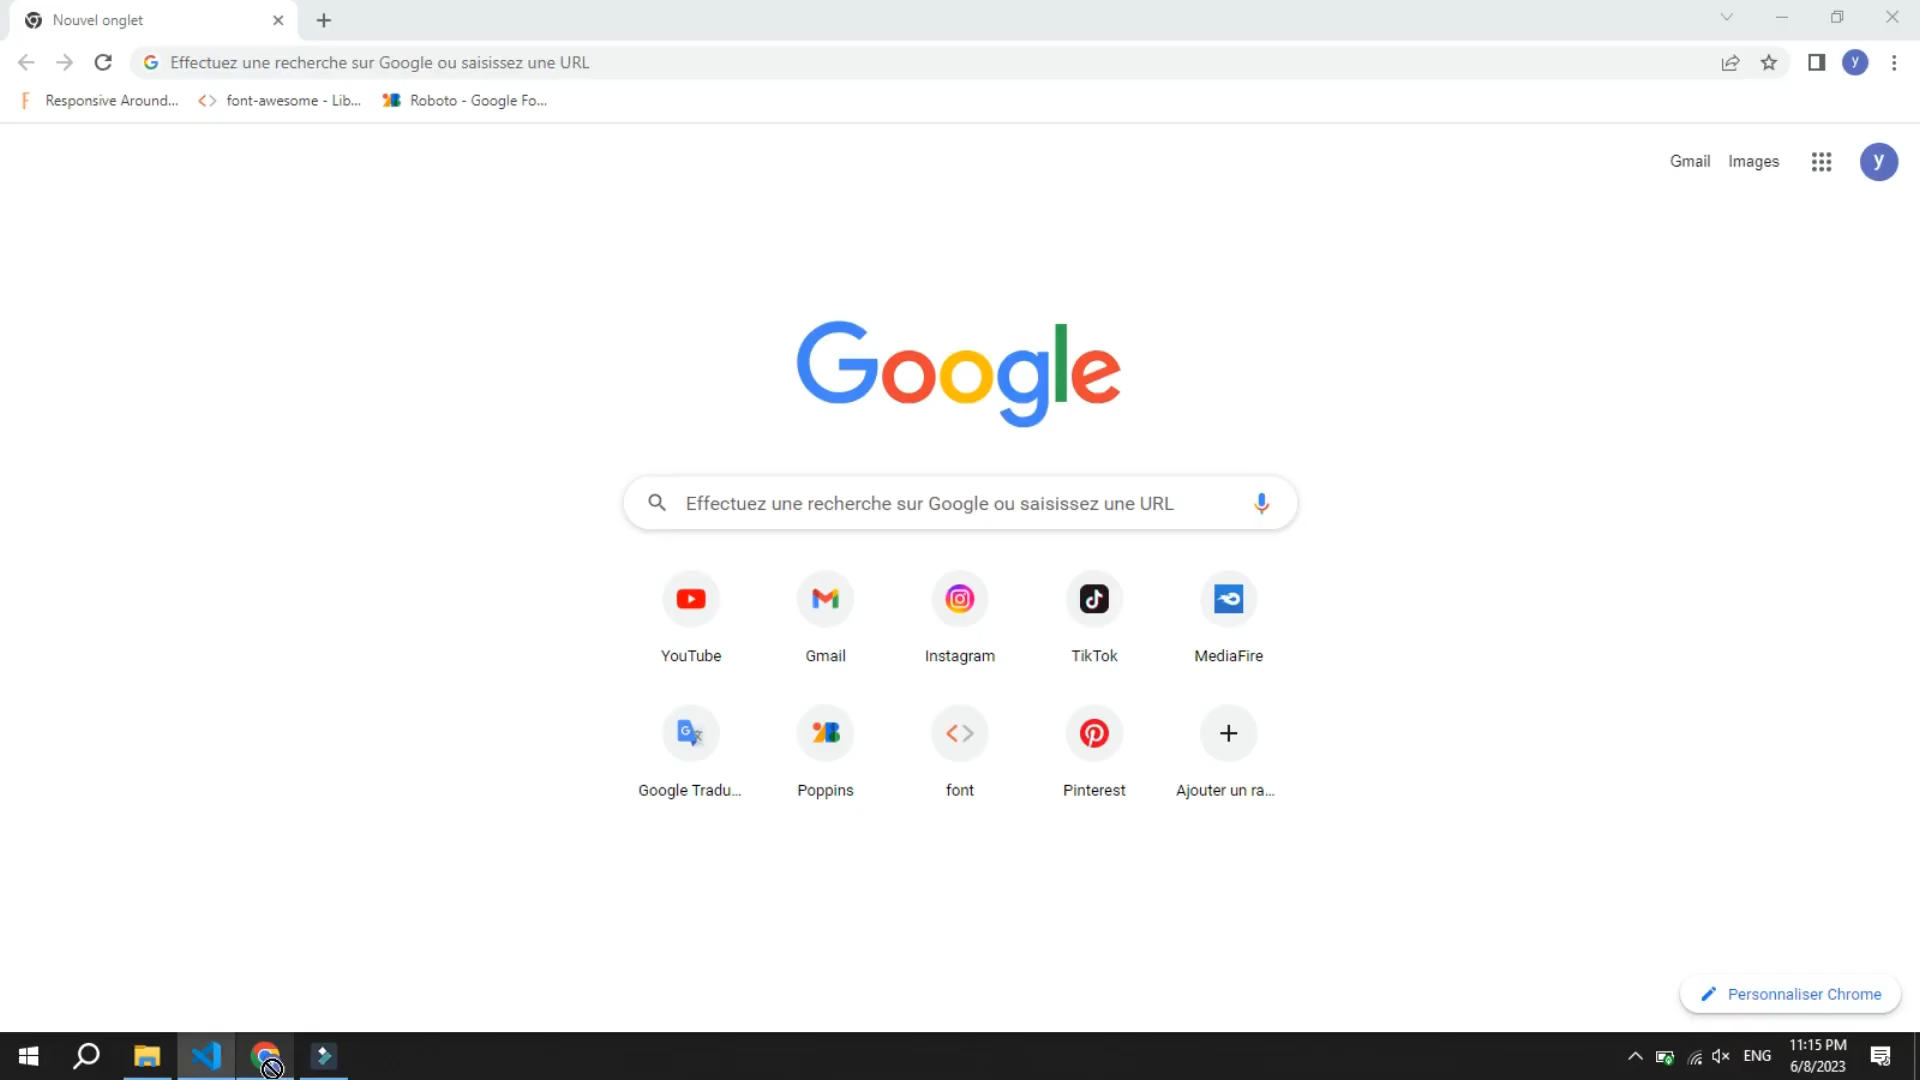 Nouvel onglet
Effectuez une recherche sur Google ou saisissez une URL
y
Responsive Around...
font-awesome - Lib...
Roboto - Google Fo...
Gmail
Images
y
Google
Effectuez une recherche sur Google ou saisissez une URL
YouTube
Gmail
Instagram
TikTok
MediaFire
Google Tradu...
Poppins
font
Pinterest
Ajouter un ra...
Personnaliser Chrome
ENG
11:15 PM
6/8/2023